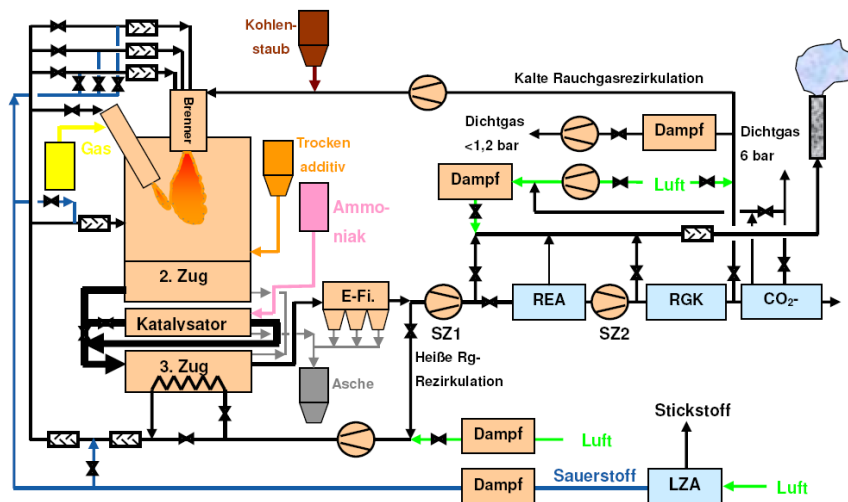 Kohlen-
staub
Kalte Rauchgasrezirkulation
Brenner
Gas
Trocken
additiv
Dichtgas
<1,2 bar
Dampf
Dichtgas
6 bar
Dampf
Luft
Ammo-
niak
2. Zug
E-Fi.
Katalysator
SZ1
REA
SZ2
RGK
CO₂-
3. Zug
Heiße Rg-
Rezirkulation
Asche
Dampf
Luft
Stickstoff
Dampf
Sauerstoff
LZA
Luft